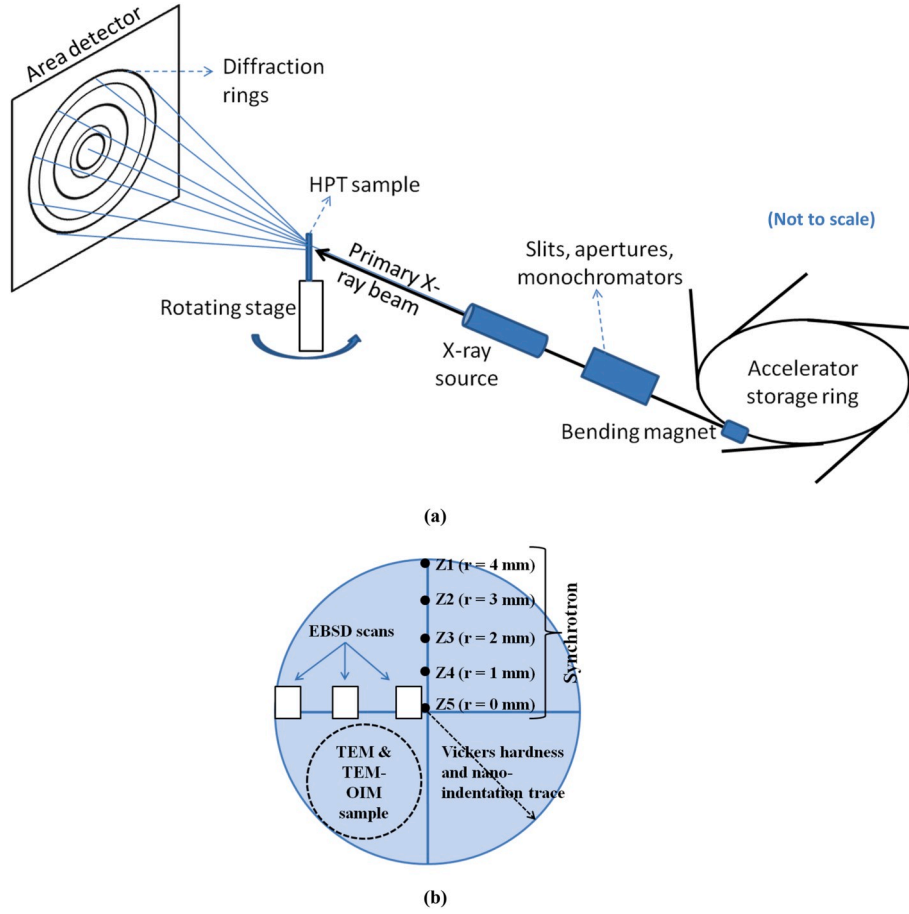 Area detector
Diffraction
rings
HPT sample
(Not to scale)
Primary X-
ray beam
Slits, apertures,
monochromators
Rotating stage
X-ray
source
Accelerator
storage ring
Bending magnet
(a)
Z1 (r = 4 mm)
Z2 (r = 3 mm)
EBSD scans
Z3 (r = 2 mm)
Z4 (r = 1 mm)
Z5 (r = 0 mm)
Synchrotron
TEM &
TEM-
OIM
sample
Vickers hardness
and nano-
indentation trace
(b)